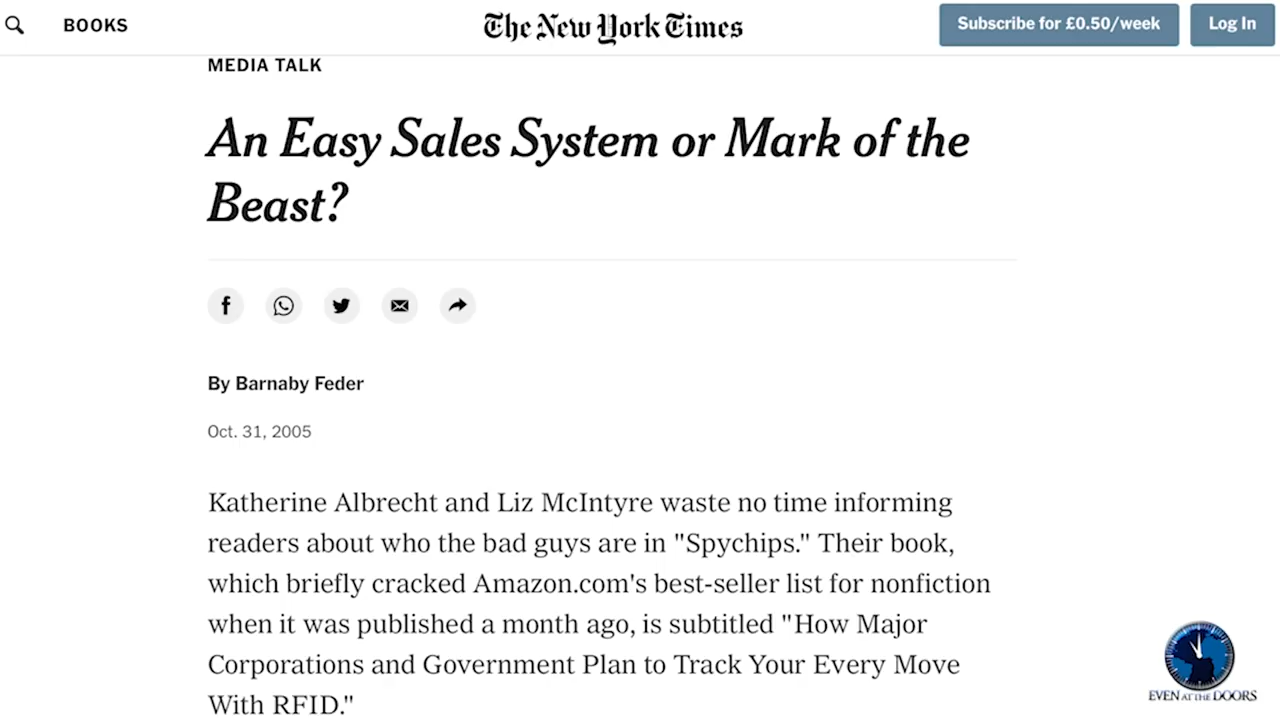 BOOKS
The New York Times
Subscribe for £0.50/week
Log In
MEDIA TALK
An Easy Sales System or Mark of the
Beast?
By Barnaby Feder
Oct. 31, 2005
Katherine Albrecht and Liz McIntyre waste no time informing
readers about who the bad guys are in "Spychips." Their book,
which briefly cracked Amazon.com's best-seller list for nonfiction
when it was published a month ago, is subtitled "How Major
Corporations and Government Plan to Track Your Every Move
With RFID."
EVEN AT THE DOORS